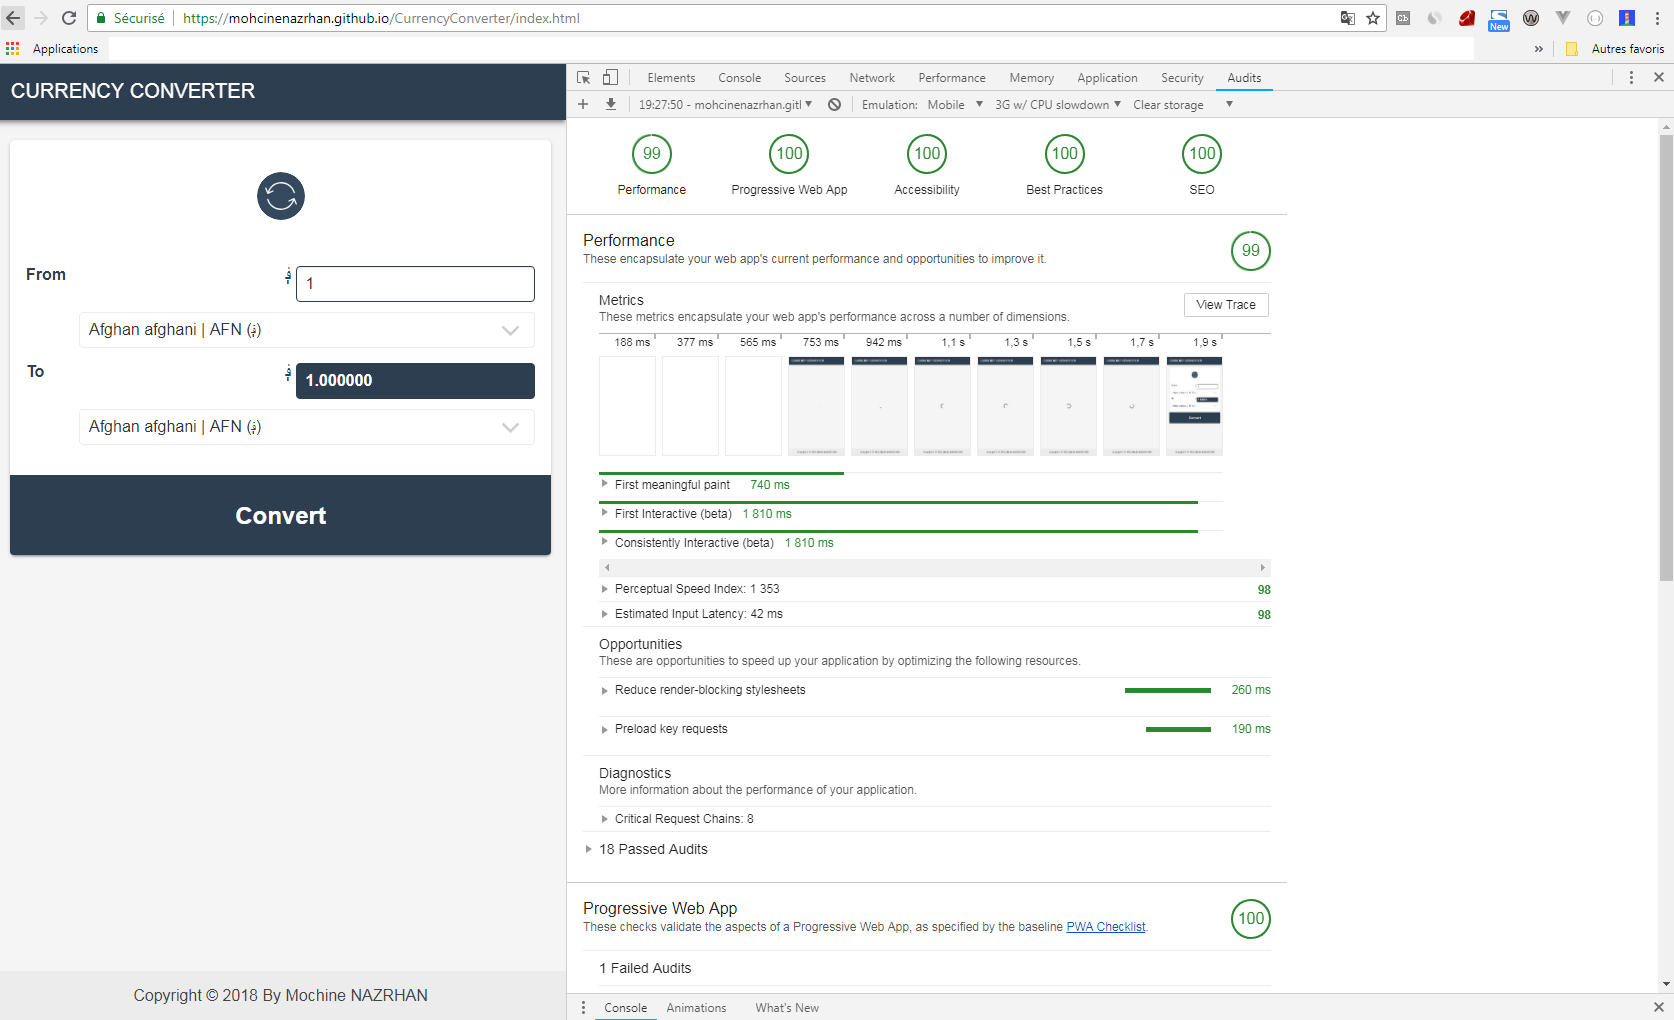 Sécurisé https://mohcinenazrhan.github.io/CurrencyConverter/index.html
New
Applications
» Autres favoris
CURRENCY CONVERTER
From
؋ 1
Afghan afghani | AFN (؋)
To
؋ 1.000000
Afghan afghani | AFN (؋)
Convert
Copyright © 2018 By Mochine NAZRHAN
Elements Console Sources Network Performance Memory Application Security Audits
19:27:50 - mohcinenazrhan.gitl Emulation: Mobile 3G w/ CPU slowdown Clear storage
99 100 100 100 100
Performance Progressive Web App Accessibility Best Practices SEO
Performance
These encapsulate your web app's current performance and opportunities to improve it.
99
Metrics
These metrics encapsulate your web app's performance across a number of dimensions.
View Trace
188 ms 377 ms 565 ms 753 ms 942 ms 1,1 s 1,3 s 1,5 s 1,7 s 1,9 s
First meaningful paint 740 ms
First Interactive (beta) 1 810 ms
Consistently Interactive (beta) 1 810 ms
Perceptual Speed Index: 1 353 98
Estimated Input Latency: 42 ms 98
Opportunities
These are opportunities to speed up your application by optimizing the following resources.
Reduce render-blocking stylesheets 260 ms
Preload key requests 190 ms
Diagnostics
More information about the performance of your application.
Critical Request Chains: 8
18 Passed Audits
Progressive Web App
These checks validate the aspects of a Progressive Web App, as specified by the baseline PWA Checklist.
100
1 Failed Audits
Console Animations What's New